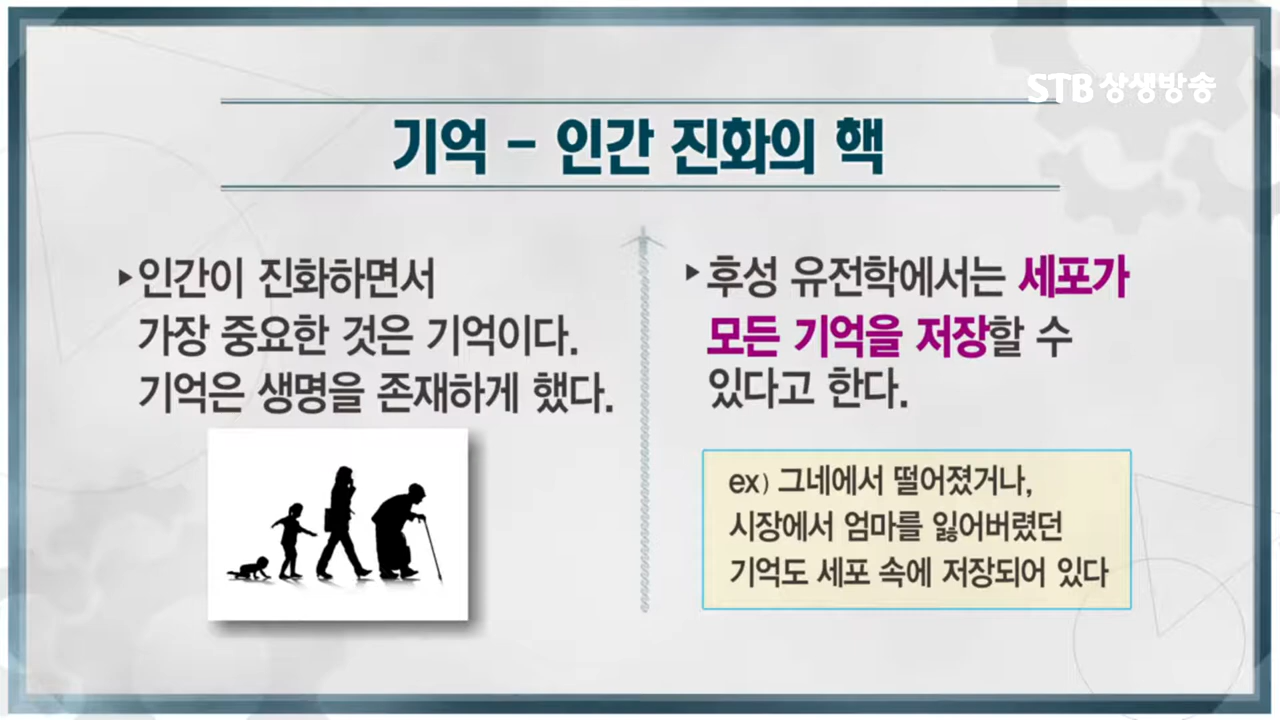 STB 상생방송
기억 - 인간 진화의 핵
▸인간이 진화하면서
가장 중요한 것은 기억이다.
기억은 생명을 존재하게 했다.
▸후성 유전학에서는 세포가
모든 기억을 저장할 수
있다고 한다.
ex) 그네에서 떨어졌거나,
시장에서 엄마를 잃어버렸던
기억도 세포 속에 저장되어 있다